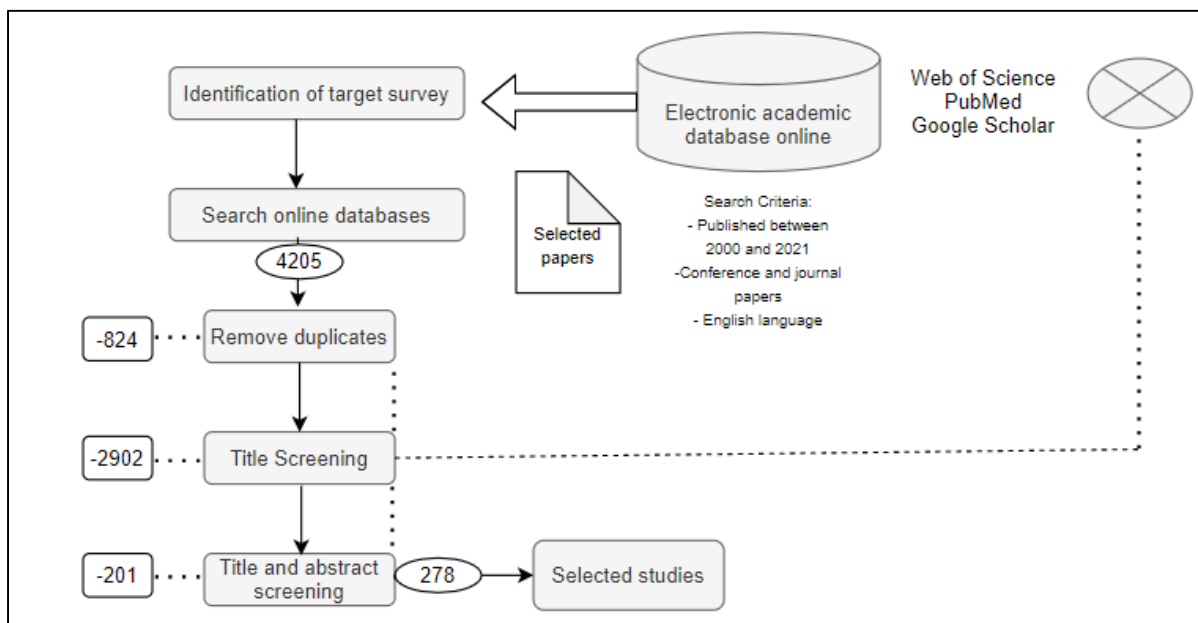 Identification of target survey
Electronic academic
database online
Web of Science
PubMed
Google Scholar
Search online databases
4205
Selected
papers
Search Criteria:
- Published between
2000 and 2021
-Conference and journal
papers
- English language
-824
Remove duplicates
-2902
Title Screening
-201
Title and abstract
screening
278
Selected studies